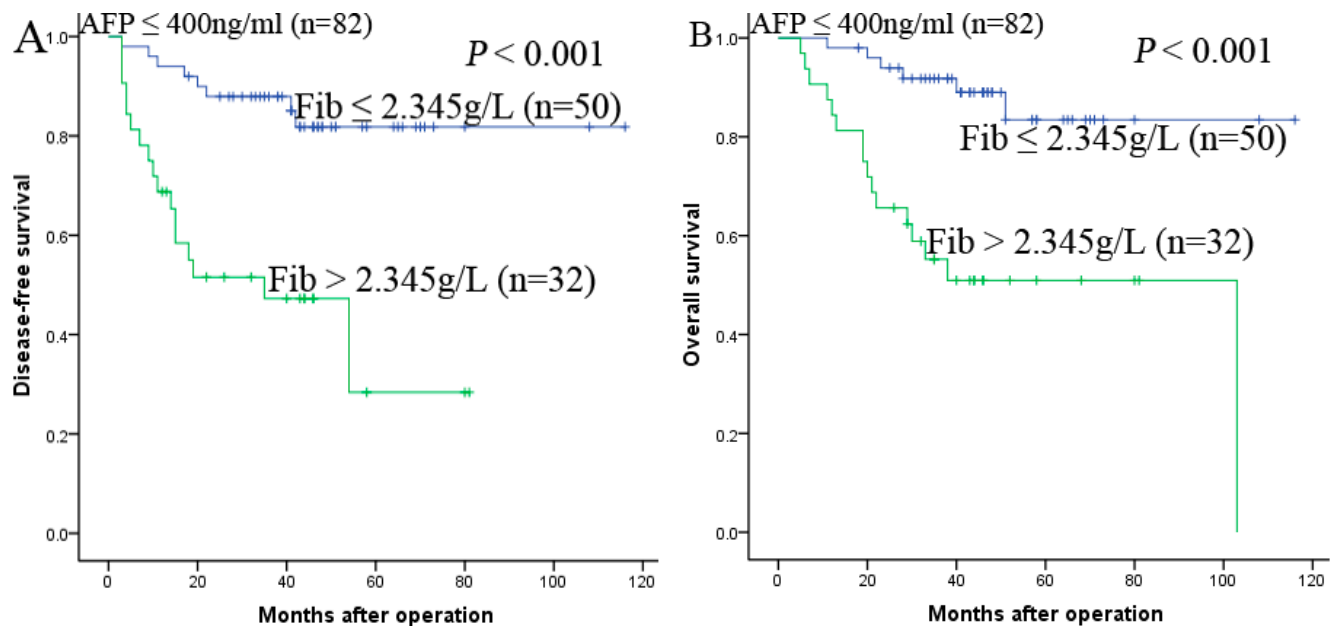 A
AFP ≤ 400ng/ml (n=82)
P < 0.001
Fib ≤ 2.345g/L (n=50)
Fib > 2.345g/L (n=32)
Disease-free survival
1.0
0.8
0.6
0.4
0.2
0.0
0 20 40 60 80 100 120
Months after operation
B
AFP ≤ 400ng/ml (n=82)
P < 0.001
Fib ≤ 2.345g/L (n=50)
Fib > 2.345g/L (n=32)
Overall survival
1.0
0.8
0.6
0.4
0.2
0.0
0 20 40 60 80 100 120
Months after operation